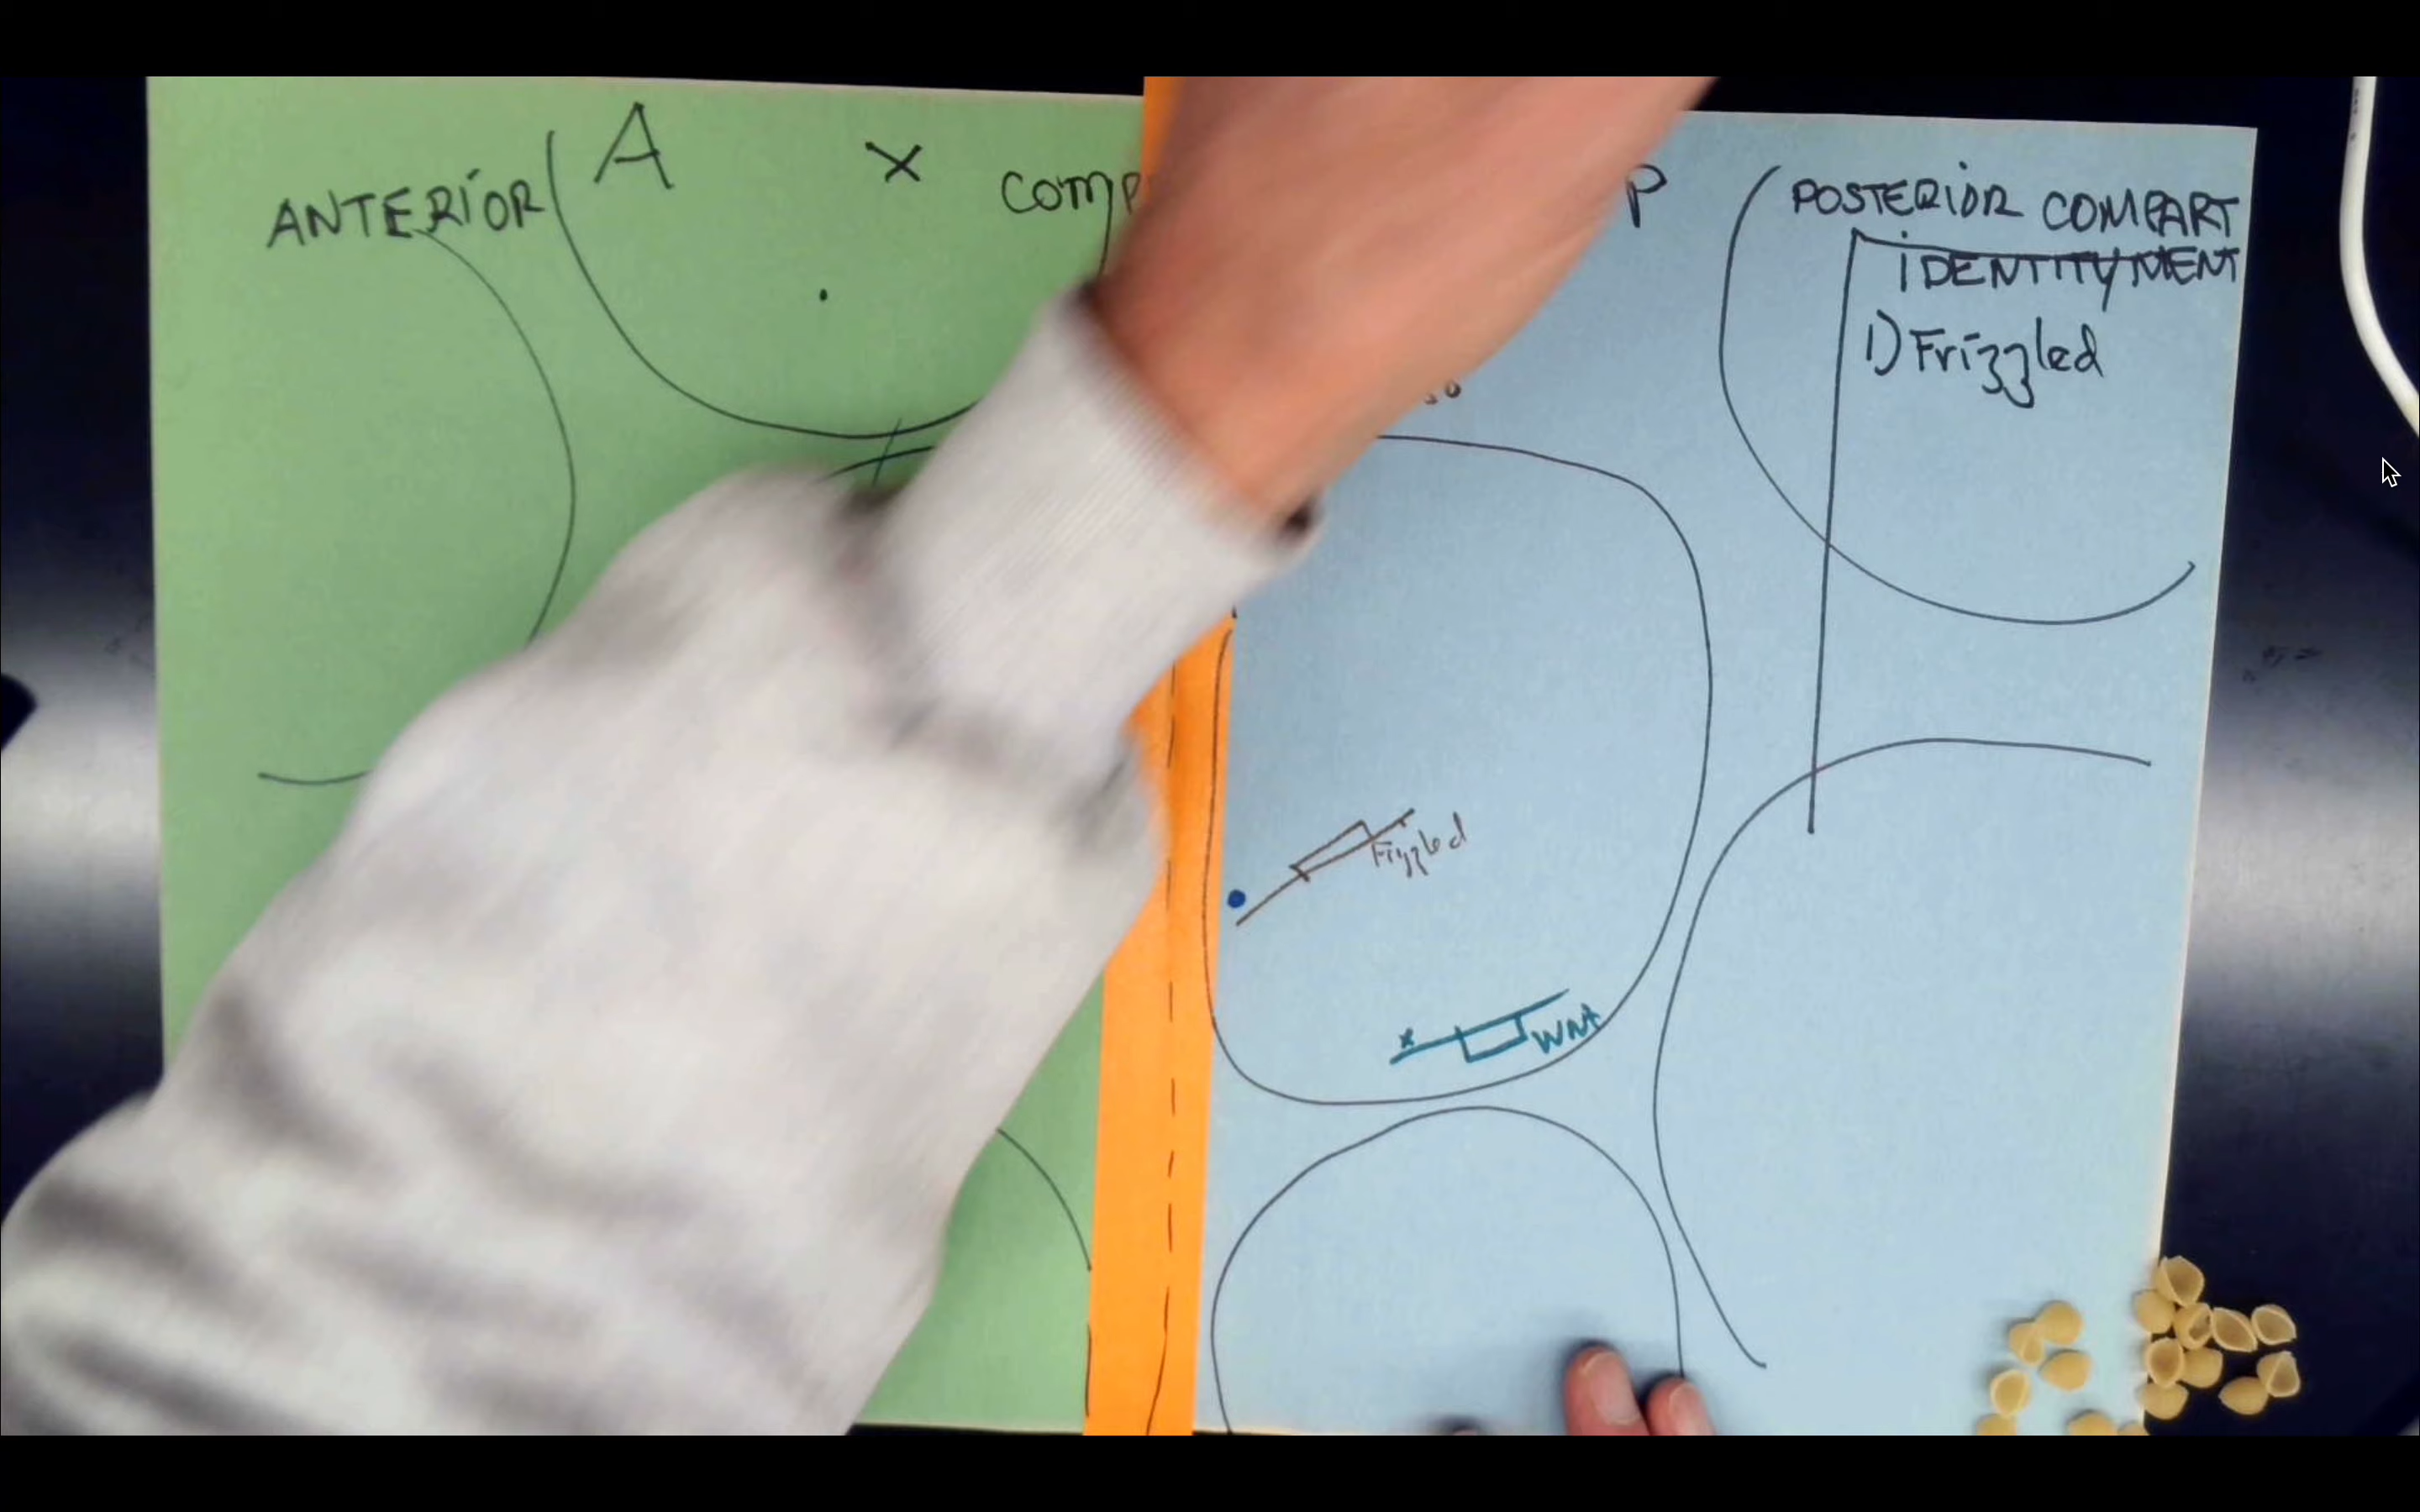 ANTERIOR
A
x
comp
P
POSTERIOR COMPART
IDENTITY MENT
1) Frizzled
Frizzled
x
WNt